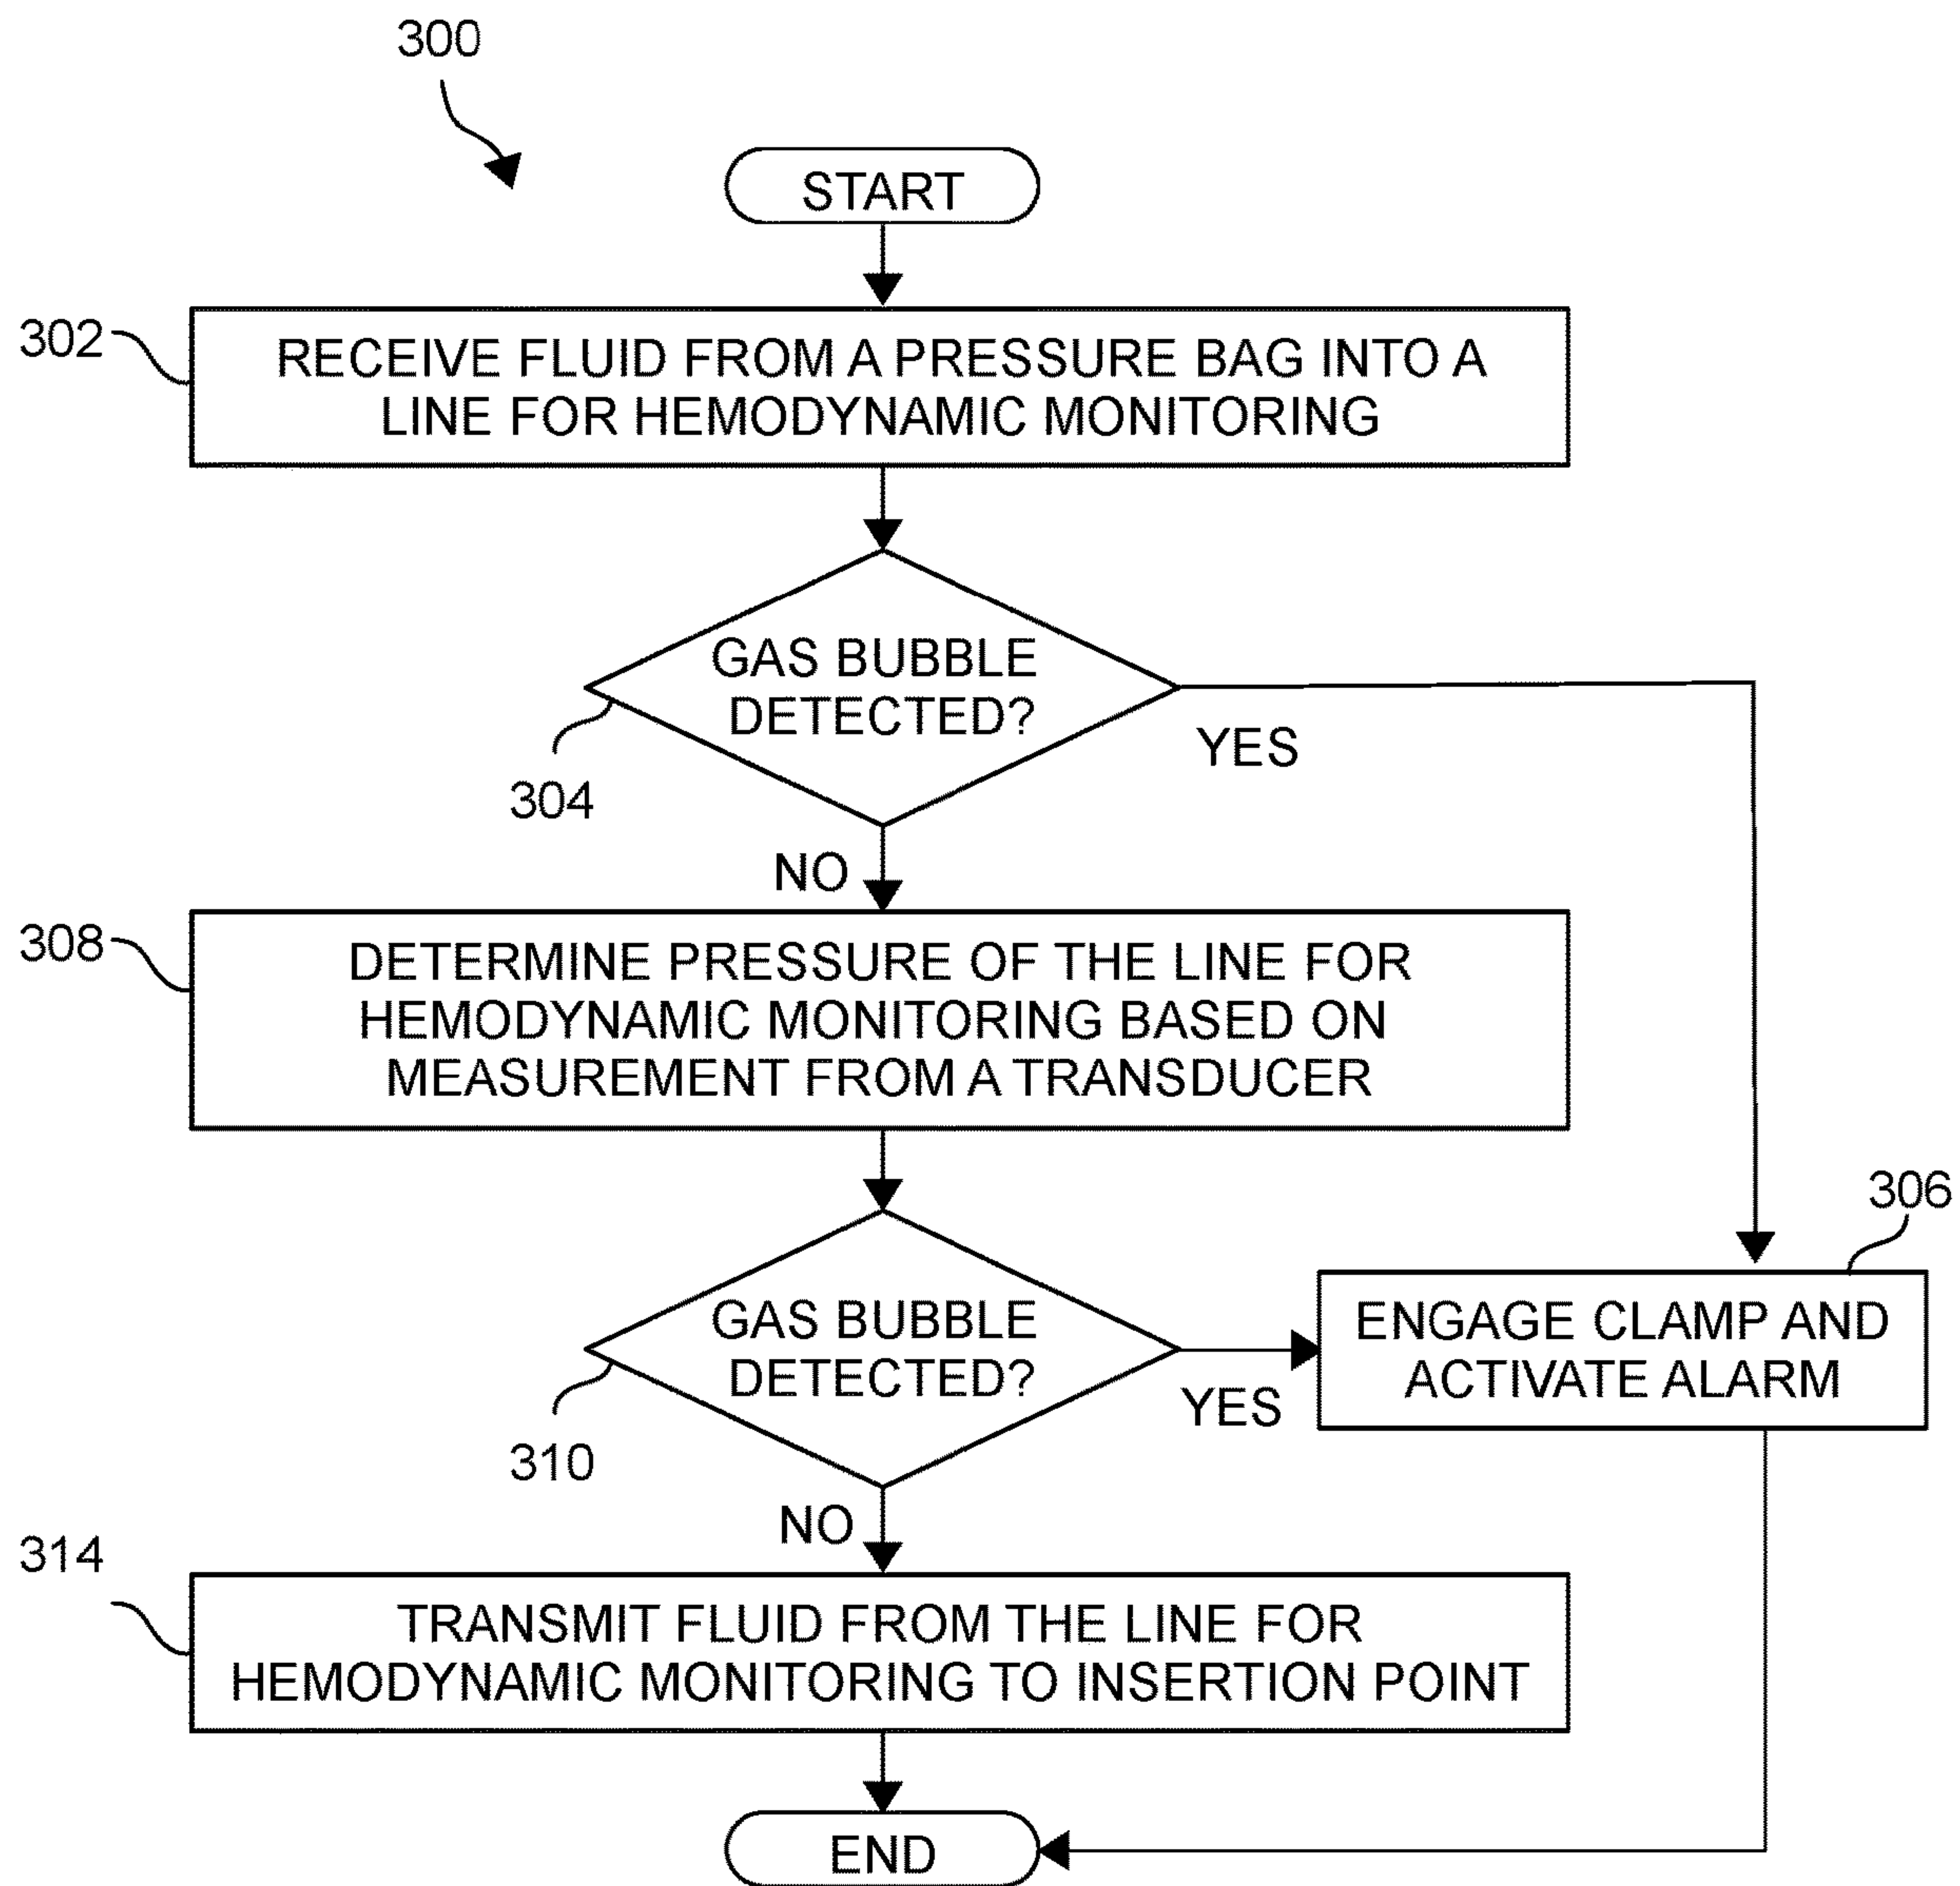 300
START
302
RECEIVE FLUID FROM A PRESSURE BAG INTO A
LINE FOR HEMODYNAMIC MONITORING
GAS BUBBLE
DETECTED?
YES
304
NO
308
DETERMINE PRESSURE OF THE LINE FOR
HEMODYNAMIC MONITORING BASED ON
MEASUREMENT FROM A TRANSDUCER
306
GAS BUBBLE
DETECTED?
ENGAGE CLAMP AND
ACTIVATE ALARM
YES
310
NO
314
TRANSMIT FLUID FROM THE LINE FOR
HEMODYNAMIC MONITORING TO INSERTION POINT
END